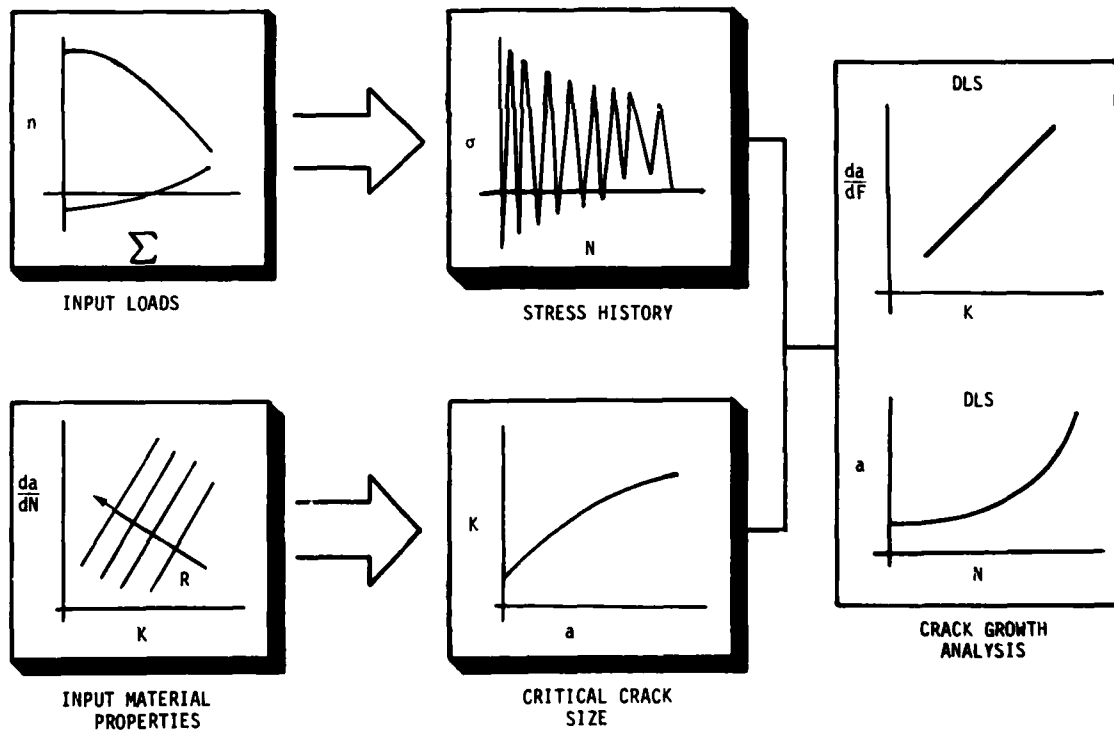 n
Σ
INPUT LOADS
σ
N
STRESS HISTORY
da
dN
R
K
INPUT MATERIAL
PROPERTIES
K
a
CRITICAL CRACK
SIZE
DLS
da
dF
K
DLS
a
N
CRACK GROWTH
ANALYSIS